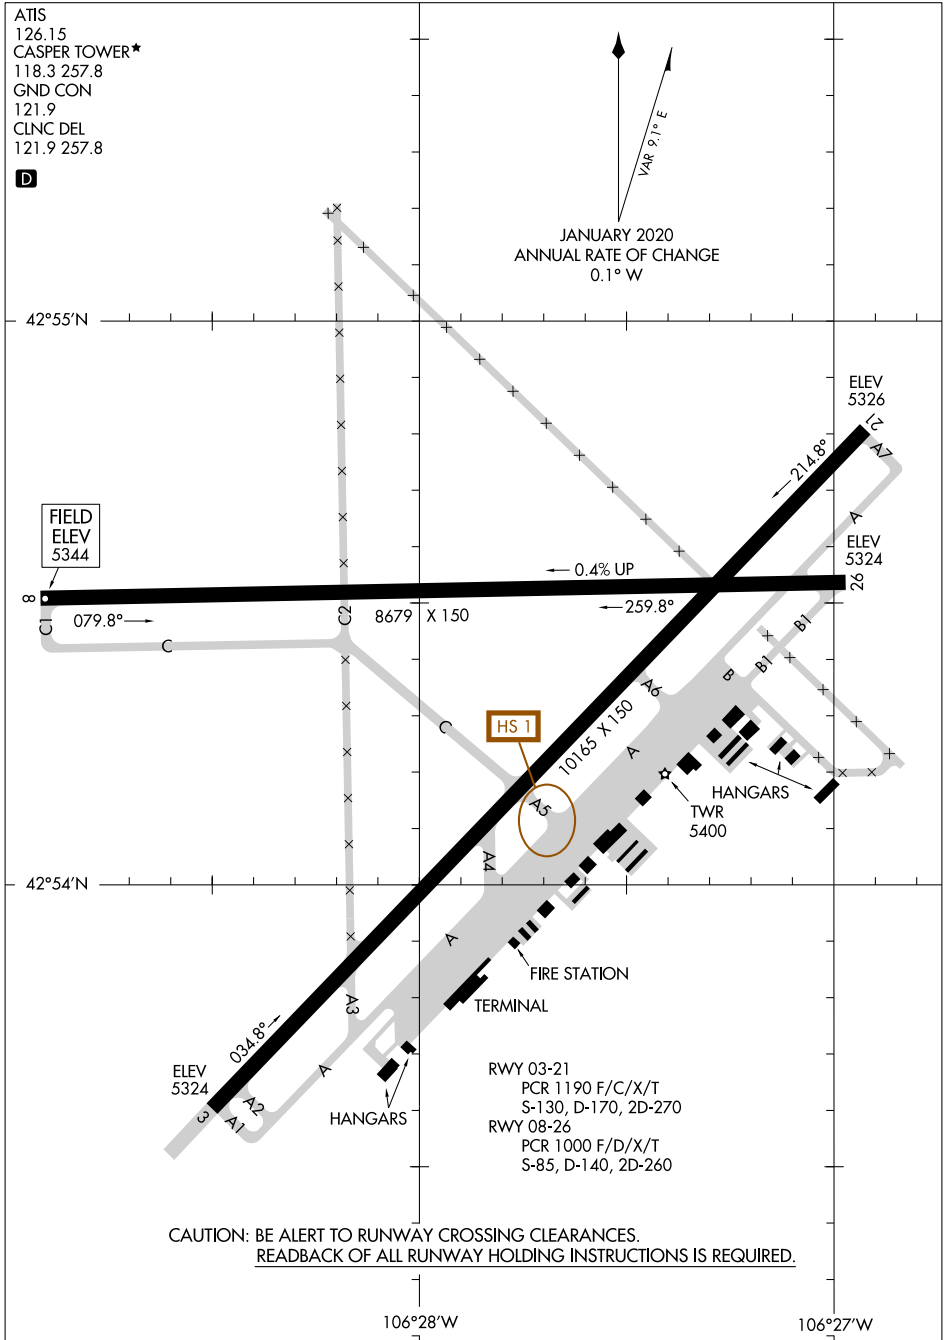 ATIS
126.15
CASPER TOWER★
118.3 257.8
GND CON
121.9
CLNC DEL
121.9 257.8
D
VAR 9.1° E
JANUARY 2020
ANNUAL RATE OF CHANGE
0.1° W
42°55'N
ELEV
5326
21
A7
214.8°
A
FIELD
ELEV
5344
ELEV
5324
0.4% UP
8
26
259.8°
079.8°
8679 X 150
C1
C2
B1
C
B1
B
A6
C
HS 1
10165 X 150
A
A5
HANGARS
TWR
5400
A4
42°54'N
A
FIRE STATION
TERMINAL
A3
034.8°
ELEV
5324
A
A2
3
A1
HANGARS
RWY 03-21
PCR 1190 F/C/X/T
S-130, D-170, 2D-270
RWY 08-26
PCR 1000 F/D/X/T
S-85, D-140, 2D-260
CAUTION: BE ALERT TO RUNWAY CROSSING CLEARANCES.
READBACK OF ALL RUNWAY HOLDING INSTRUCTIONS IS REQUIRED.
106°28'W
106°27'W